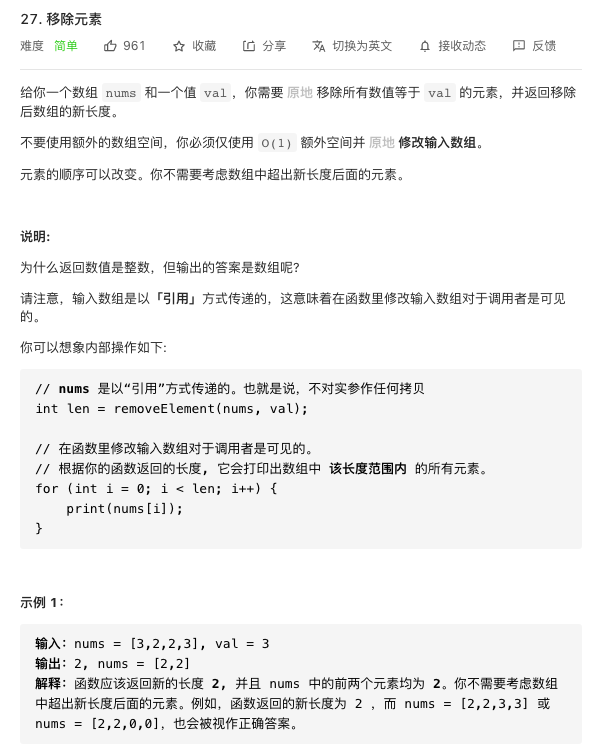 27. 移除元素
难度 简单 961 收藏 分享 切换为英文 接收动态 反馈
给你一个数组 nums 和一个值 val，你需要 原地 移除所有数值等于 val 的元素，并返回移除
后数组的新长度。
不要使用额外的数组空间，你必须仅使用 O(1) 额外空间并 原地 修改输入数组。
元素的顺序可以改变。你不需要考虑数组中超出新长度后面的元素。
说明:
为什么返回数值是整数，但输出的答案是数组呢?
请注意，输入数组是以「引用」方式传递的，这意味着在函数里修改输入数组对于调用者是可见
的。
你可以想象内部操作如下:
// nums 是以“引用”方式传递的。也就是说，不对实参作任何拷贝
int len = removeElement(nums, val);
// 在函数里修改输入数组对于调用者是可见的。
// 根据你的函数返回的长度, 它会打印出数组中 该长度范围内 的所有元素。
for (int i = 0; i < len; i++) {
    print(nums[i]);
}
示例 1：
输入：nums = [3,2,2,3], val = 3
输出：2, nums = [2,2]
解释：函数应该返回新的长度 2, 并且 nums 中的前两个元素均为 2。你不需要考虑数组
中超出新长度后面的元素。例如，函数返回的新长度为 2 ，而 nums = [2,2,3,3] 或
nums = [2,2,0,0]，也会被视作正确答案。